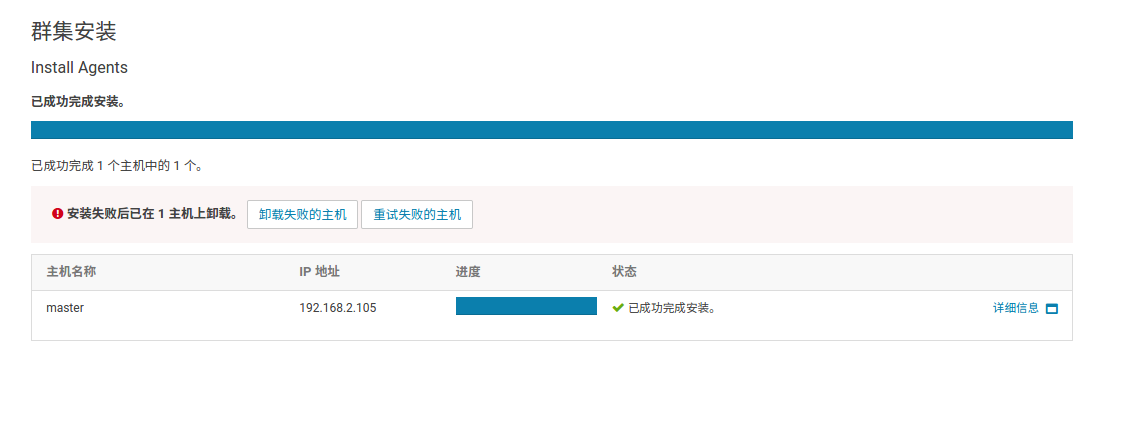 群集安装
Install Agents
已成功完成安装。
已成功完成 1 个主机中的 1 个。
安装失败后已在 1 主机上卸载。 卸载失败的主机 重试失败的主机
主机名称 IP 地址 进度 状态
master 192.168.2.105 已成功完成安装。 详细信息